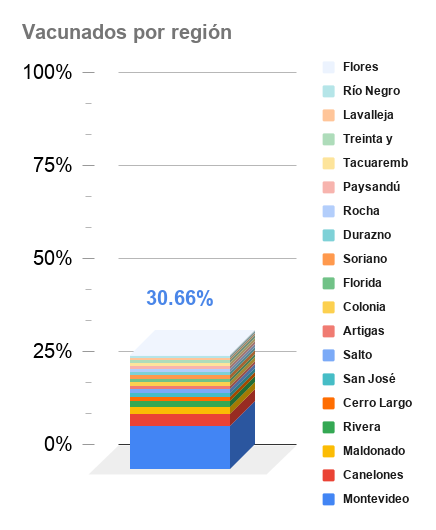 Vacunados por región
100%
75%
50%
25%
0%
30.66%
Flores
Río Negro
Lavalleja
Treinta y
Tacuaremb
Paysandú
Rocha
Durazno
Soriano
Florida
Colonia
Artigas
Salto
San José
Cerro Largo
Rivera
Maldonado
Canelones
Montevideo